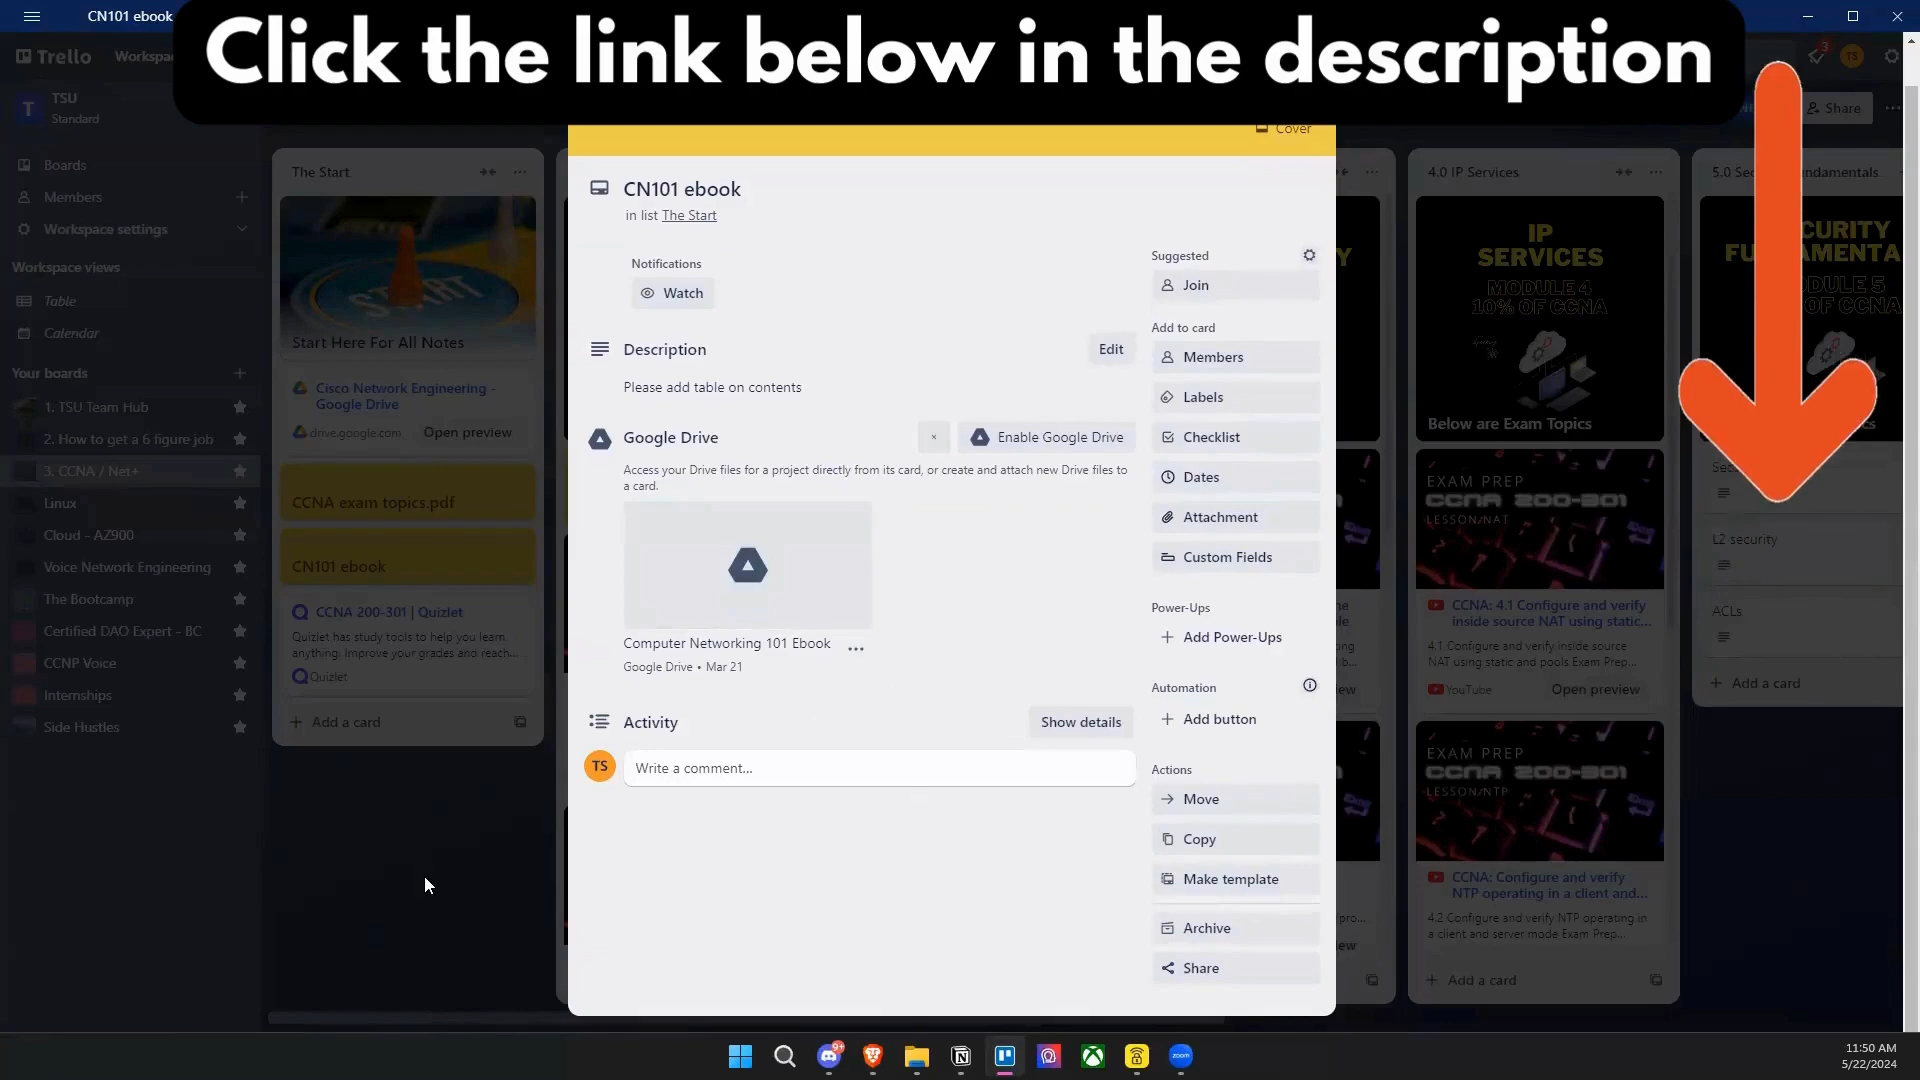 CN101 ebook
Click the link below in the description
Trello
3
TS
T
TSU
Standard
Share
Boards
Members
Workspace settings
Workspace views
Table
Calendar
Your boards
1. TSU Team Hub
2. How to get a 6 figure job
3. CCNA / Net+
Linux
Cloud - AZ900
Voice Network Engineering
The Bootcamp
Certified DAO Expert - BC
CCNP Voice
Internships
Side Hustles
The Start
Start Here For All Notes
Cisco Network Engineering -
Google Drive
drive.google.com
Open preview
CCNA exam topics.pdf
CN101 ebook
CCNA 200-301 | Quizlet
Quizlet has study tools to help you learn
anything. Improve your grades and reach...
Quizlet
Add a card
Cover
CN101 ebook
in list The Start
Notifications
Watch
Description
Edit
Please add table on contents
Google Drive
Enable Google Drive
Access your Drive files for a project directly from its card, or create and attach new Drive files to
a card.
Computer Networking 101 Ebook
Google Drive • Mar 21
Activity
Show details
TS
Write a comment...
Suggested
Join
Add to card
Members
Labels
Checklist
Dates
Attachment
Custom Fields
Power-Ups
Add Power-Ups
Automation
Add button
Actions
Move
Copy
Make template
Archive
Share
4.0 IP Services
IP
SERVICES
MODULE 4
10% OF CCNA
Below are Exam Topics
EXAM PREP
CCNA 200-301
LESSON/NAT
CCNA: 4.1 Configure and verify
inside source NAT using static...
4.1 Configure and verify inside source
NAT using static and pools Exam Prep...
YouTube
Open preview
EXAM PREP
CCNA 200-301
LESSON/NTP
CCNA: Configure and verify
NTP operating in a client and...
4.2 Configure and verify NTP operating in
a client and server mode Exam Prep...
Add a card
L2 security
ACLs
Add a card
9+
zoom
11:50 AM
5/22/2024